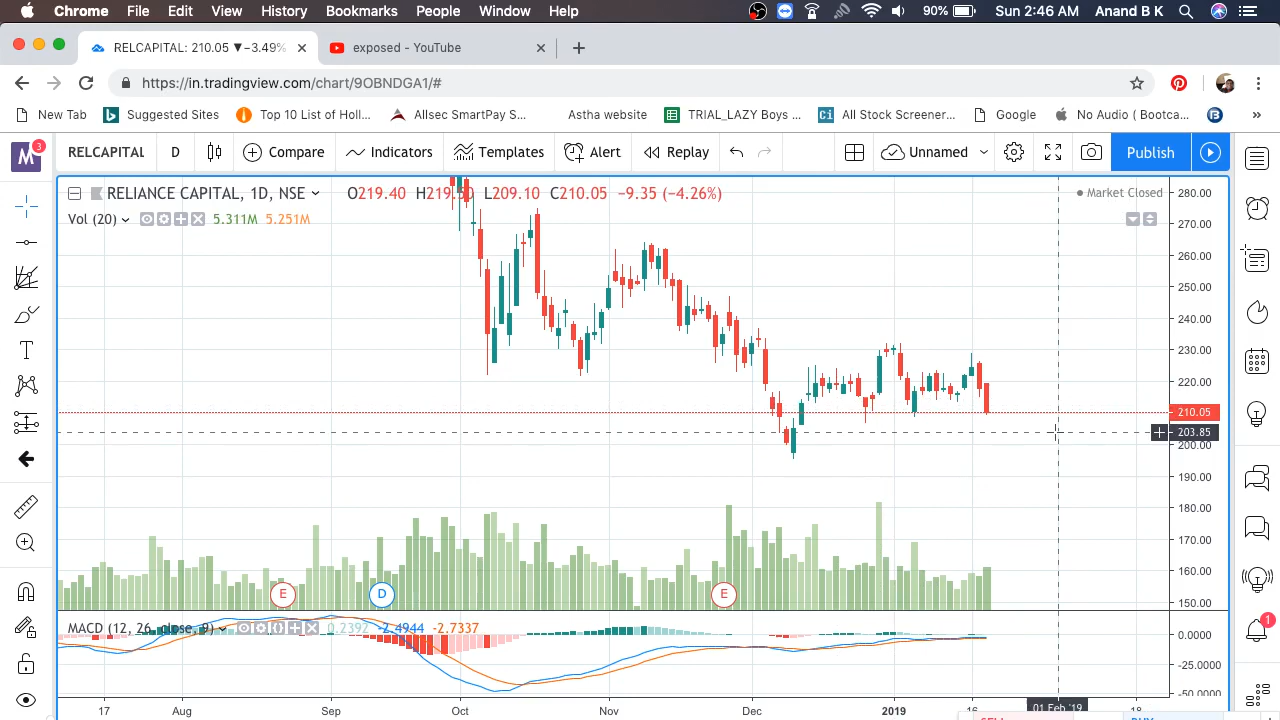 Chrome File Edit View History Bookmarks People Window Help 90% Sun 2:46 AM Anand B K
RELCAPITAL: 210.05 ▼−3.49% exposed - YouTube
https://in.tradingview.com/chart/9OBNDGA1/#
New Tab Suggested Sites Top 10 List of Holl... Allsec SmartPay S... Astha website TRIAL_LAZY Boys ... All Stock Screener... Google No Audio ( Bootca... »
M 3 RELCAPITAL D Compare Indicators Templates Alert Replay Unnamed Publish
RELIANCE CAPITAL, 1D, NSE O219.40 H219.50 L209.10 C210.05 −9.35 (−4.26%) Market Closed
Vol (20) 5.311M 5.251M
280.00
270.00
260.00
250.00
240.00
230.00
220.00
210.05
203.85
200.00
190.00
180.00
170.00
160.00
150.00
E D E
MACD (12, 26, close, 9) 0.2392 -2.4944 -2.7337
0.0000
-25.0000
-50.0000
17 Aug Sep Oct Nov Dec 2019 16 01 Feb '19 18
1
SELL BUY